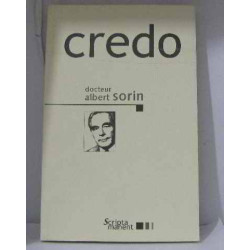 credo
docteur
albert sorin
Scripta
manent